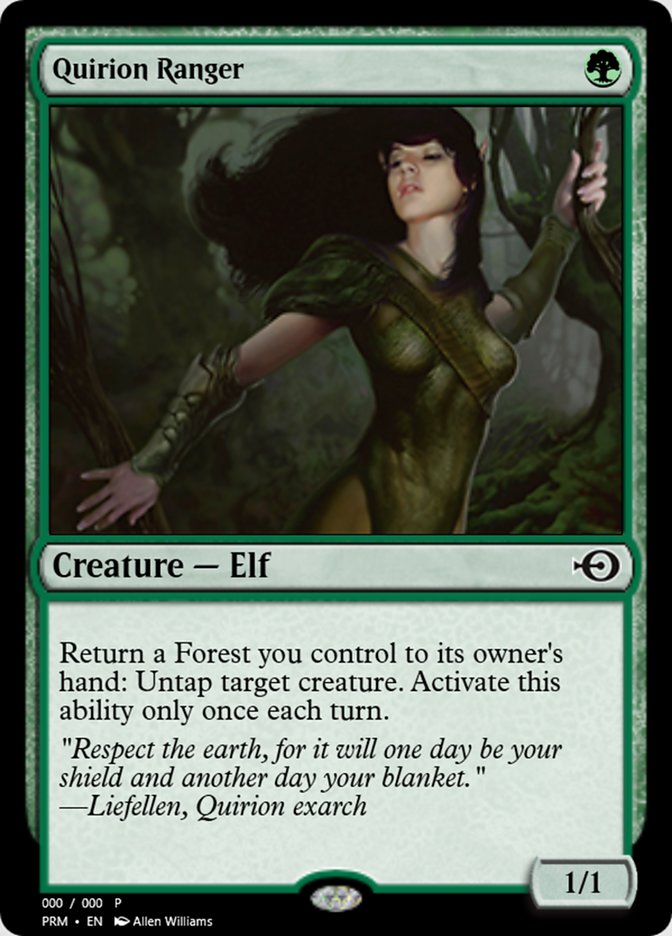 Quirion Ranger
Creature — Elf
Return a Forest you control to its owner's
hand: Untap target creature. Activate this
ability only once each turn.
"Respect the earth, for it will one day be your
shield and another day your blanket."
—Liefellen, Quirion exarch
1/1
000 / 000 P
PRM • EN Allen Williams